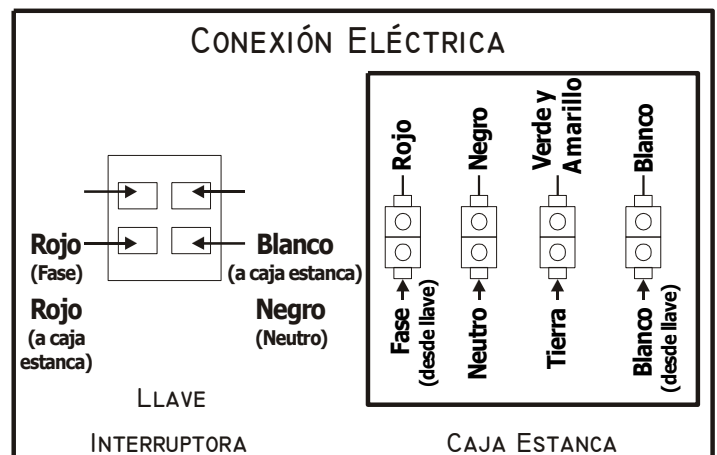 CONEXIÓN ELÉCTRICA
Rojo
(Fase)
Rojo
(a caja
estanca)
Blanco
(a caja estanca)
Negro
(Neutro)
LLAVE
INTERRUPTORA
Rojo
Negro
Verde y
Amarillo
Blanco
Fase
(desde llave)
Neutro
Tierra
Blanco
(desde llave)
CAJA ESTANCA